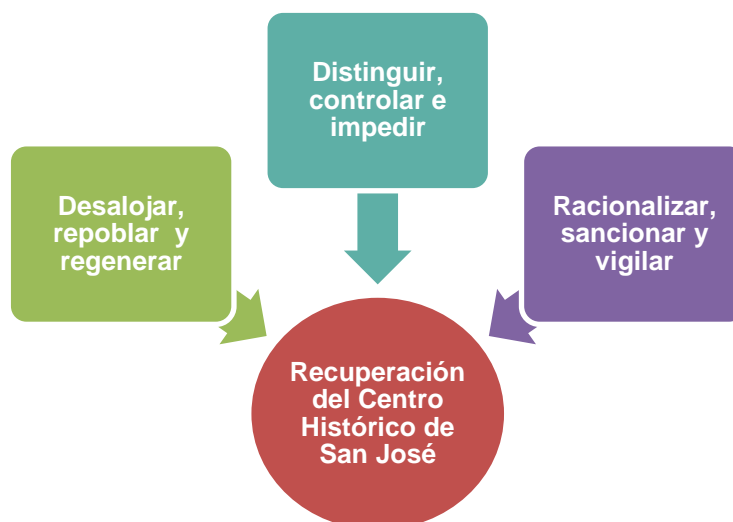 Distinguir,
controlar e
impedir
Desalojar,
repoblar y
regenerar
Racionalizar,
sancionar y
vigilar
Recuperación
del Centro
Histórico de
San José